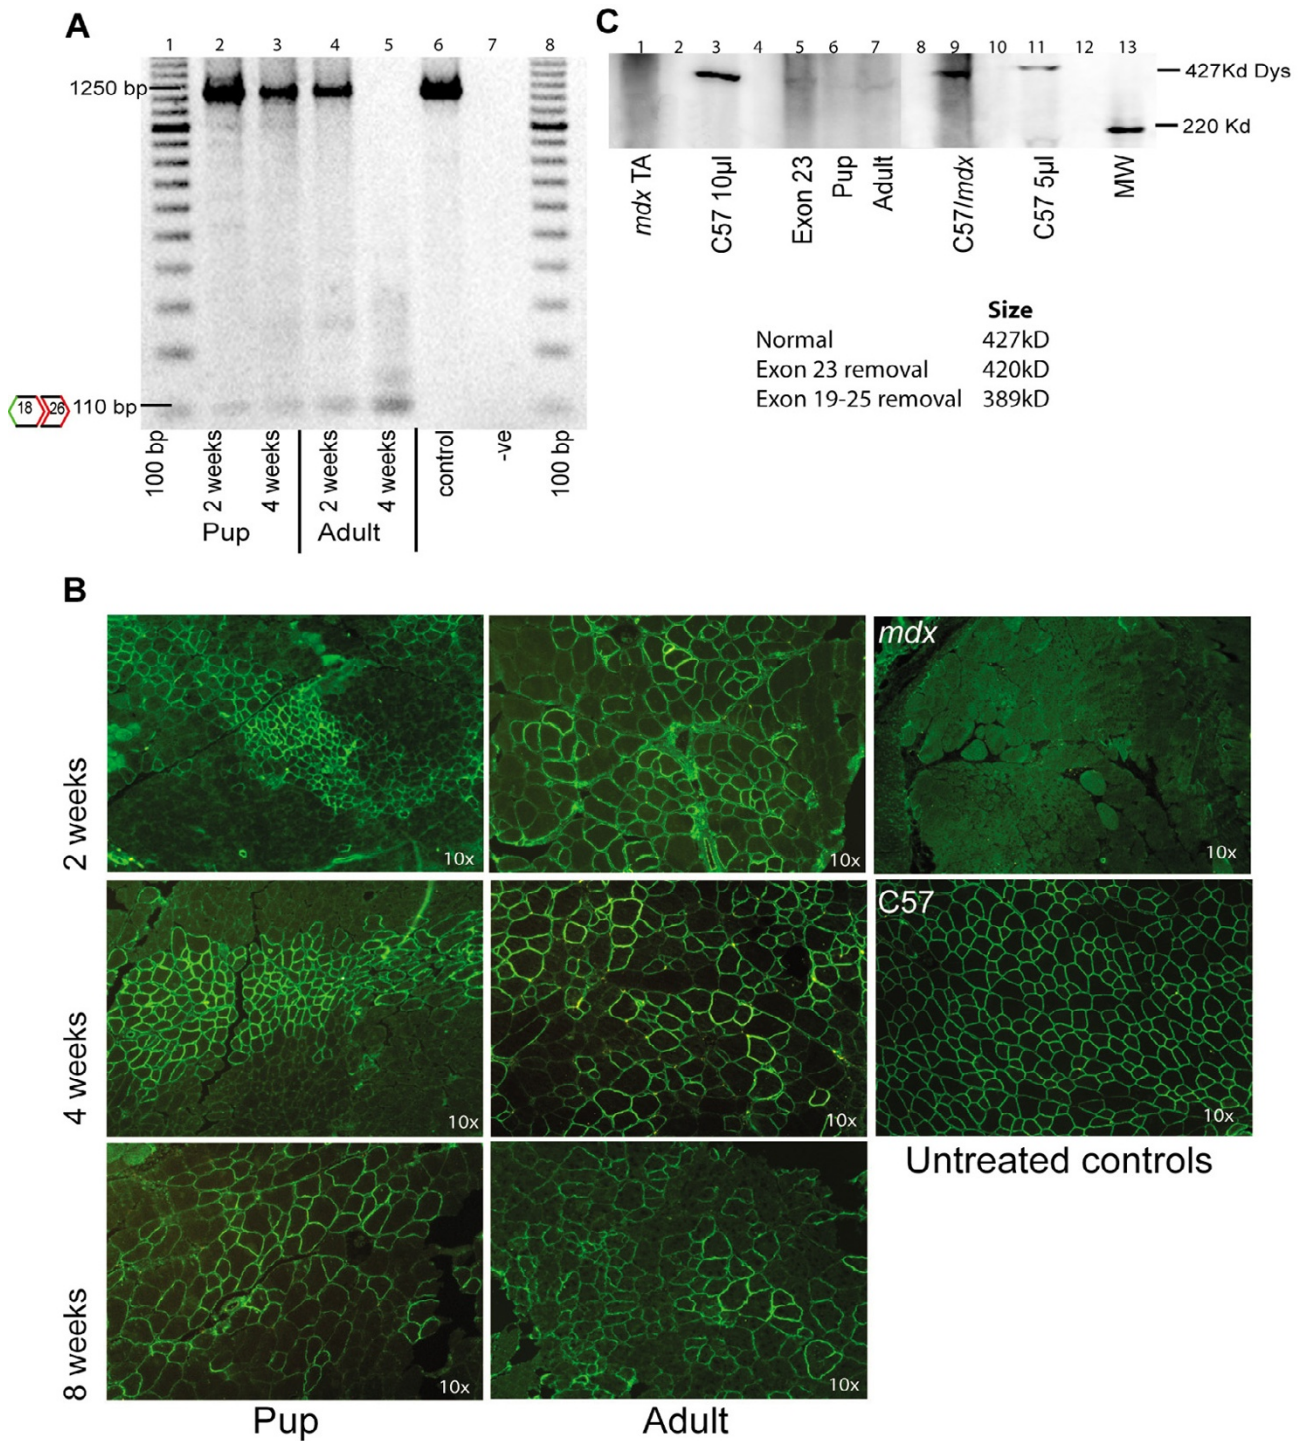 A
1 2 3 4 5 6 7 8
1250 bp
18 26 110 bp
100 bp
2 weeks
4 weeks
2 weeks
4 weeks
control
-ve
100 bp
Pup
Adult
C
1 2 3 4 5 6 7 8 9 10 11 12 13
427Kd Dys
220 Kd
mdx TA
C57 10µl
Exon 23
Pup
Adult
C57/mdx
C57 5µl
MW
Size
Normal 427kD
Exon 23 removal 420kD
Exon 19-25 removal 389kD
B
mdx
2 weeks
10x
10x
10x
C57
4 weeks
10x
10x
10x
Untreated controls
8 weeks
10x
10x
Pup
Adult